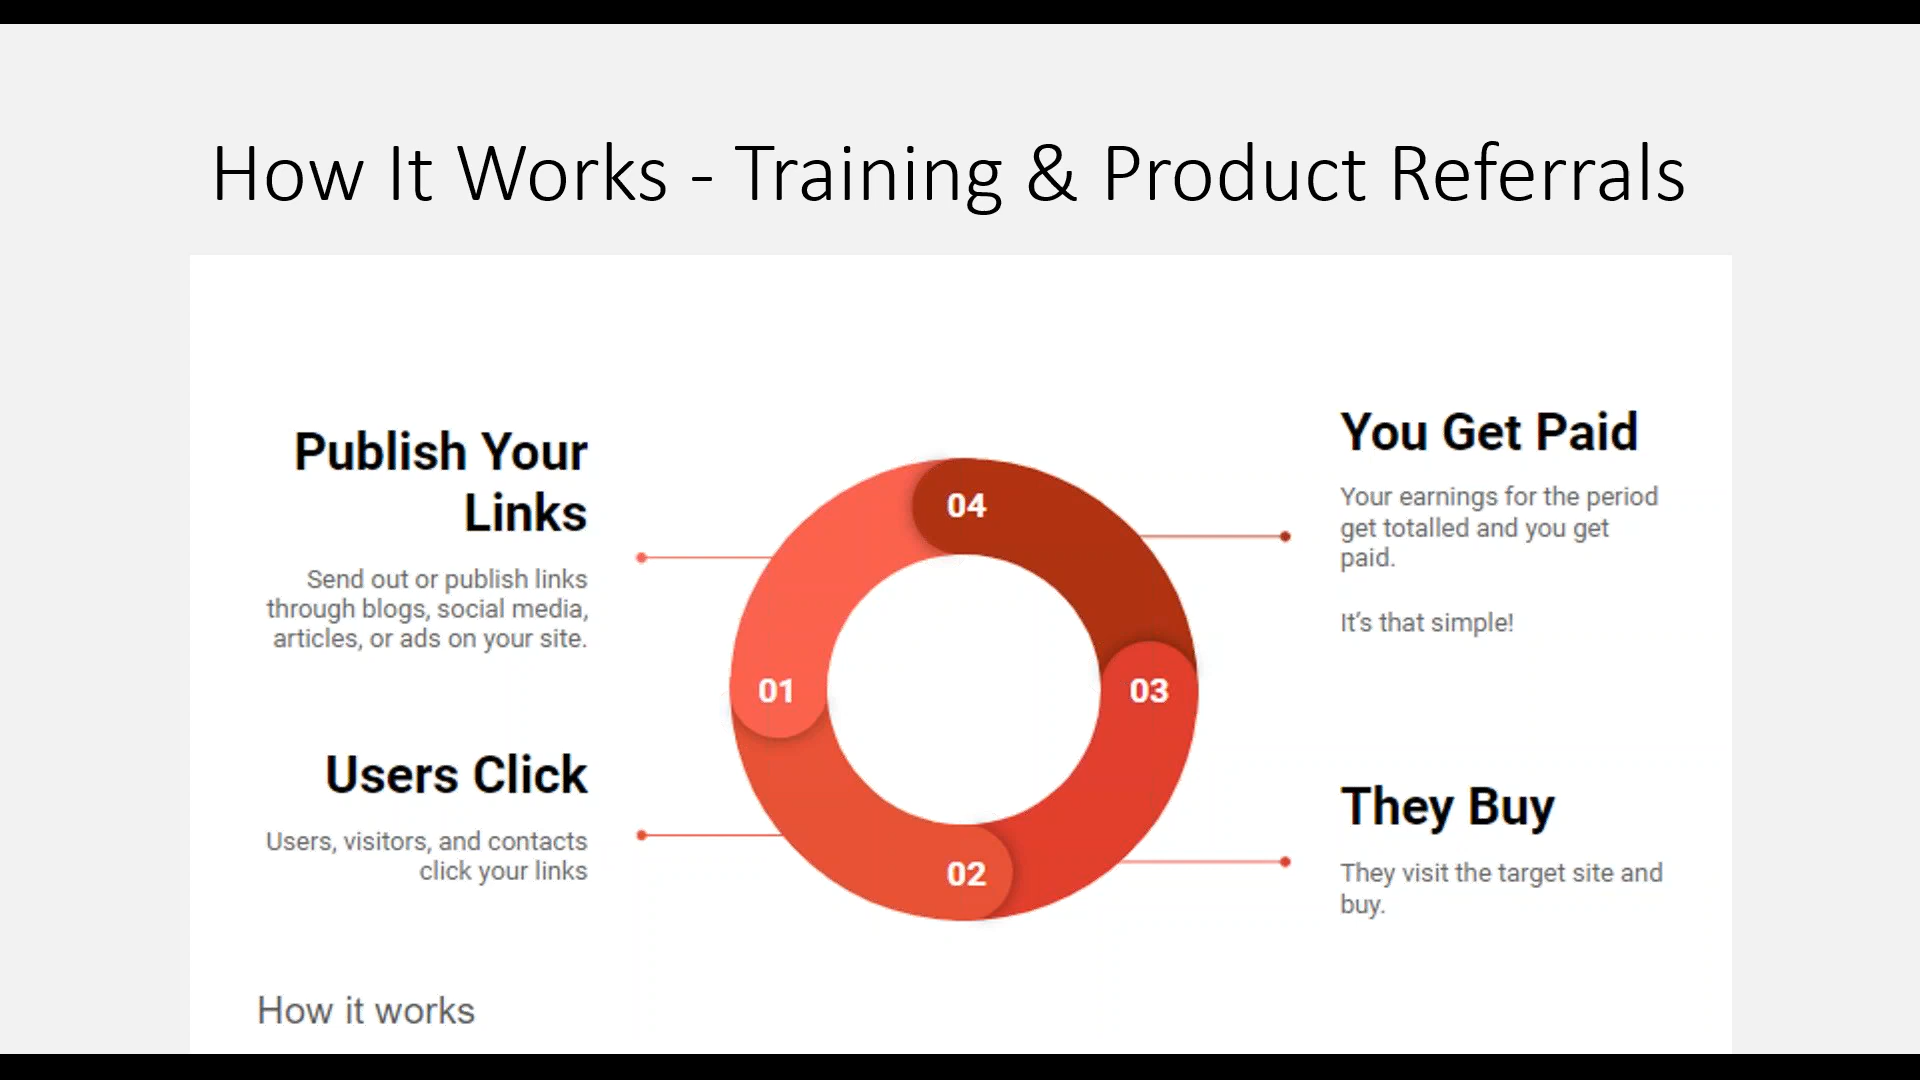 How It Works - Training & Product Referrals
Publish Your
Links
Send out or publish links
through blogs, social media,
articles, or ads on your site.
Users Click
Users, visitors, and contacts
click your links
04
01
03
02
You Get Paid
Your earnings for the period
get totalled and you get
paid.
It's that simple!
They Buy
They visit the target site and
buy.
How it works